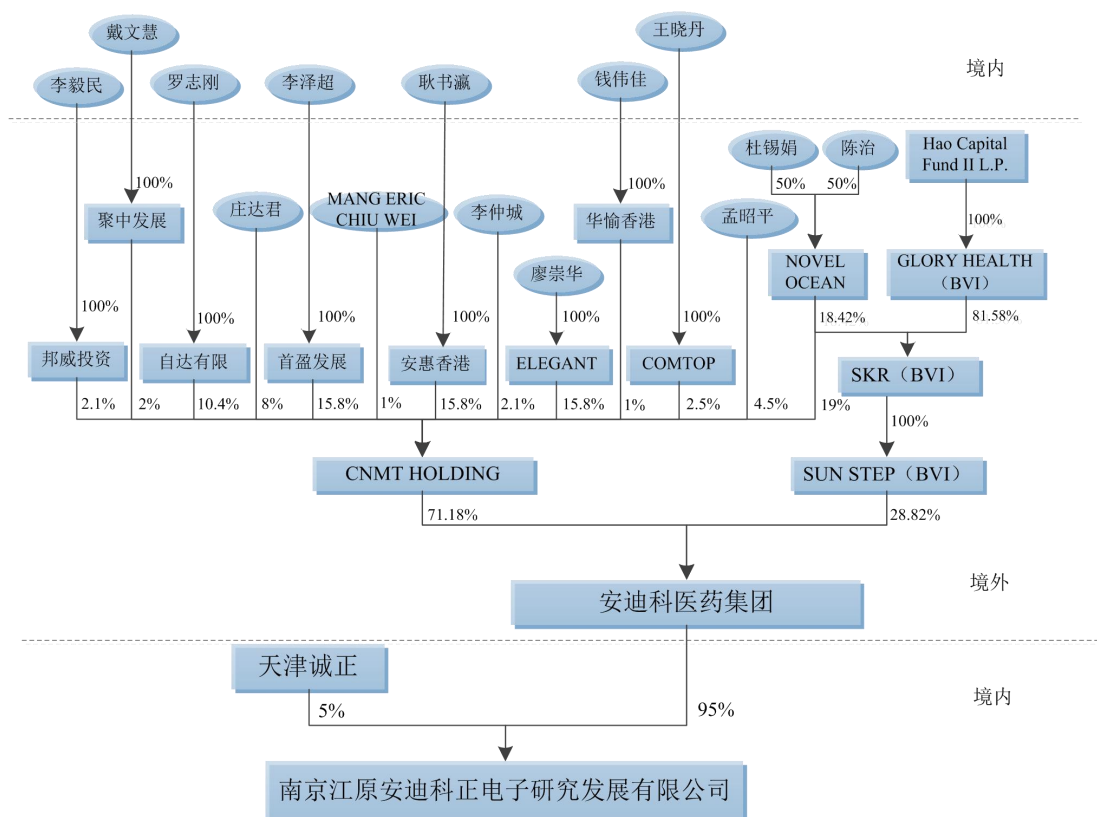 戴文慧
王晓丹
李毅民
罗志刚
李泽超
耿书瀛
钱伟佳
境内
杜锡娟
陈治
Hao Capital
Fund II L.P.
50%
50%
100%
100%
庄达君
MANG ERIC
CHIU WEI
李仲城
聚中发展
华愉香港
孟昭平
100%
廖崇华
NOVEL
OCEAN
GLORY HEALTH
（BVI）
100%
100%
100%
100%
100%
100%
18.42%
81.58%
邦威投资
自达有限
首盈发展
安惠香港
ELEGANT
COMTOP
SKR（BVI）
2.1%
2%
10.4%
8%
15.8%
1%
15.8%
2.1%
15.8%
1%
2.5%
4.5%
19%
100%
CNMT HOLDING
SUN STEP（BVI）
71.18%
28.82%
安迪科医药集团
境外
天津诚正
境内
5%
95%
南京江原安迪科正电子研究发展有限公司